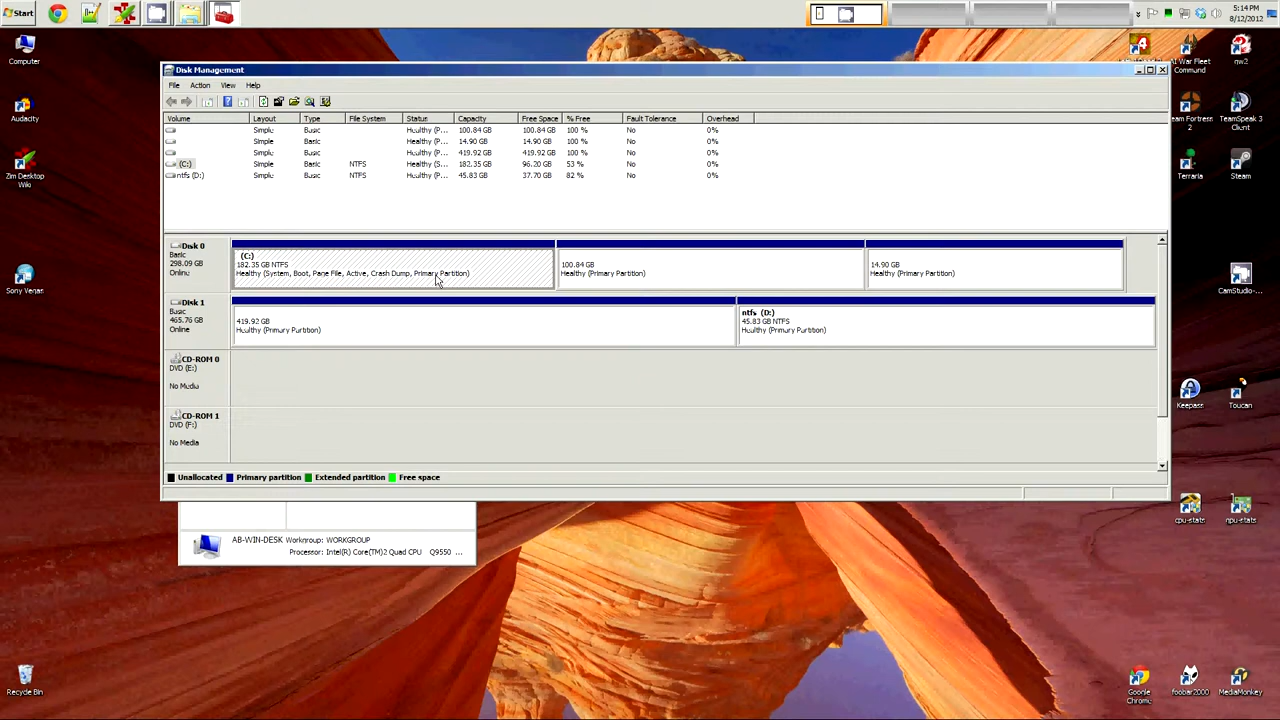 Start
5:14 PM
8/12/2012
Computer
Audacity
Zim Desktop
Wiki
Sony Vegas
Recycle Bin
Disk Management
File Action View Help
Volume Layout Type File System Status Capacity Free Space % Free Fault Tolerance Overhead
Simple Basic Healthy (P... 100.84 GB 100.84 GB 100 % No 0%
Simple Basic Healthy (P... 14.90 GB 14.90 GB 100 % No 0%
Simple Basic Healthy (P... 419.92 GB 419.92 GB 100 % No 0%
(C:) Simple Basic NTFS Healthy (S... 182.35 GB 96.20 GB 53 % No 0%
ntfs (D:) Simple Basic NTFS Healthy (P... 45.83 GB 37.70 GB 82 % No 0%
Disk 0
Basic
298.09 GB
Online
(C:)
182.35 GB NTFS
Healthy (System, Boot, Page File, Active, Crash Dump, Primary Partition)
100.84 GB
Healthy (Primary Partition)
14.90 GB
Healthy (Primary Partition)
Disk 1
Basic
465.76 GB
Online
419.92 GB
Healthy (Primary Partition)
ntfs (D:)
45.83 GB NTFS
Healthy (Primary Partition)
CD-ROM 0
DVD (E:)
No Media
CD-ROM 1
DVD (F:)
No Media
Unallocated Primary partition Extended partition Free space
AB-WIN-DESK Workgroup: WORKGROUP
Processor: Intel(R) Core(TM)2 Quad CPU Q9550 ...
AI War Fleet
Command
Team Fortress
2
TeamSpeak 3
Client
Terraria
Steam
CamStudio-...
Keepass
Toucan
cpu-stats
Google
Chrome
foobar2000
MediaMonkey